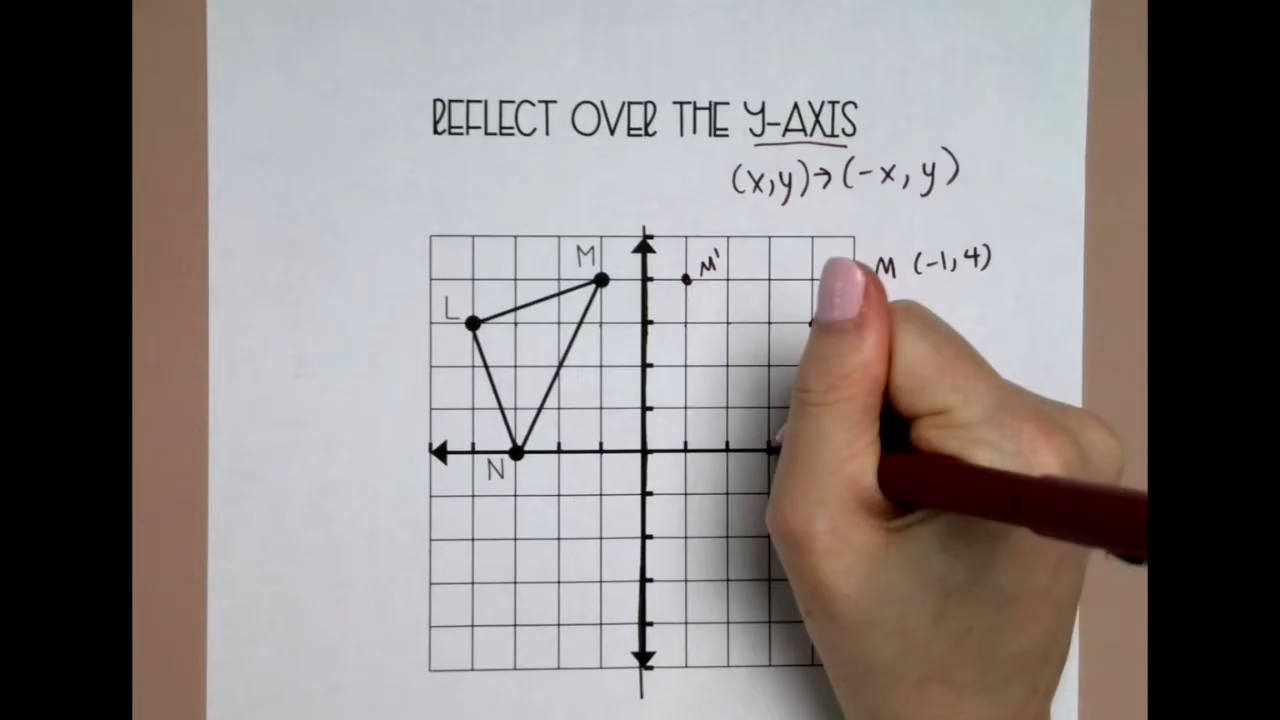 REFLECT OVER THE Y-AXIS
(x,y)→(-x, y)
M M' M (-1,4)
L
N